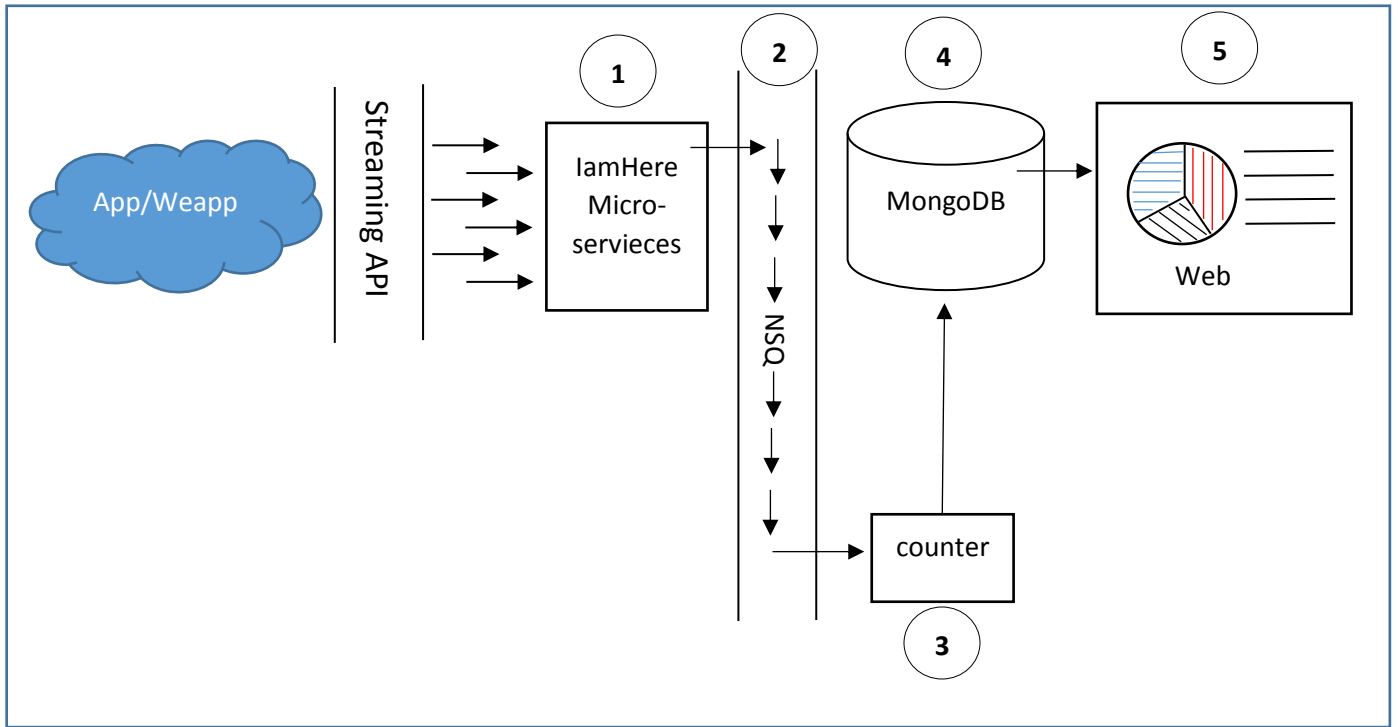 1
2
4
5
App/Weapp
Streaming API
IamHere
Micro-
servieces
NSQ
MongoDB
Web
counter
3